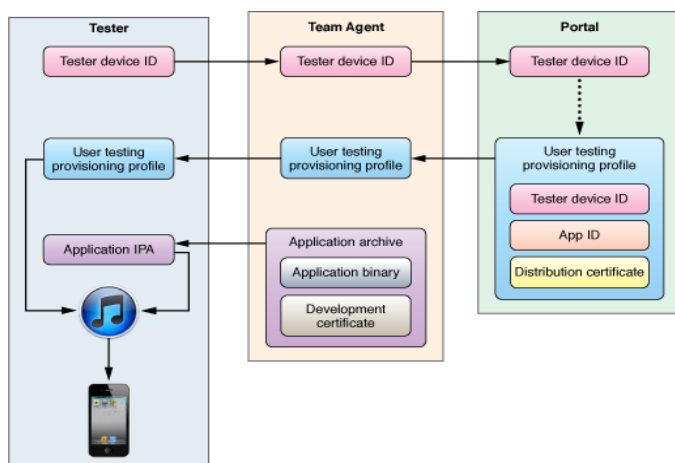 Tester
Team Agent
Portal
Tester device ID
Tester device ID
Tester device ID
User testing
provisioning profile
User testing
provisioning profile
User testing
provisioning profile
Tester device ID
App ID
Distribution certificate
Application IPA
Application archive
Application binary
Development
certificate